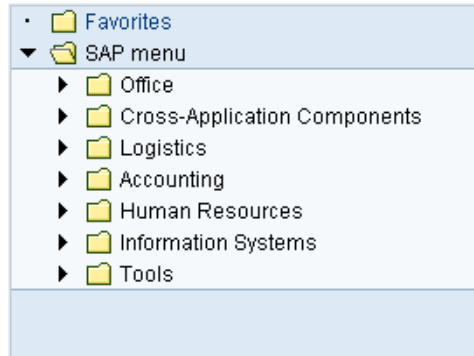 Favorites
SAP menu
Office
Cross-Application Components
Logistics
Accounting
Human Resources
Information Systems
Tools